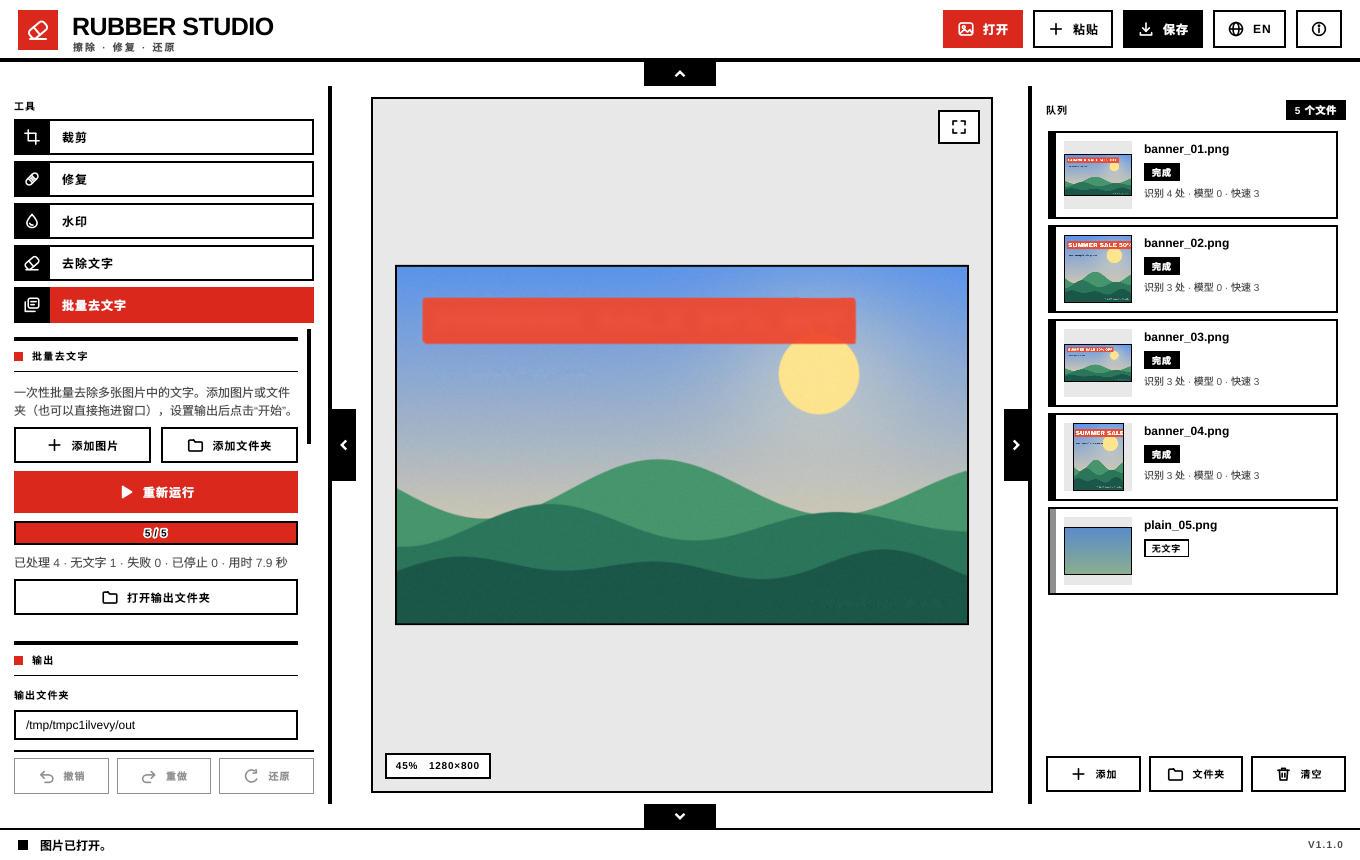 RUBBER STUDIO
擦除 · 修复 · 还原
打开
粘贴
保存
EN
工具
裁剪
修复
水印
去除文字
批量去文字
批量去文字
一次性批量去除多张图片中的文字。添加图片或文件
夹（也可以直接拖进窗口），设置输出后点击“开始”。
添加图片
添加文件夹
重新运行
5 / 5
已处理 4 · 无文字 1 · 失败 0 · 已停止 0 · 用时 7.9 秒
打开输出文件夹
输出
输出文件夹
/tmp/tmpc1ilvevy/out
撤销
重做
还原
45% 1280×800
队列
5 个文件
SUMMER SALE 50% OFF
banner_01.png
完成
识别 4 处 · 模型 0 · 快速 3
SUMMER SALE 50%
banner_02.png
完成
识别 3 处 · 模型 0 · 快速 3
SUMMER SALE 50% OFF
banner_03.png
完成
识别 3 处 · 模型 0 · 快速 3
SUMMER SALE
banner_04.png
完成
识别 3 处 · 模型 0 · 快速 3
plain_05.png
无文字
添加
文件夹
清空
图片已打开。
V1.1.0